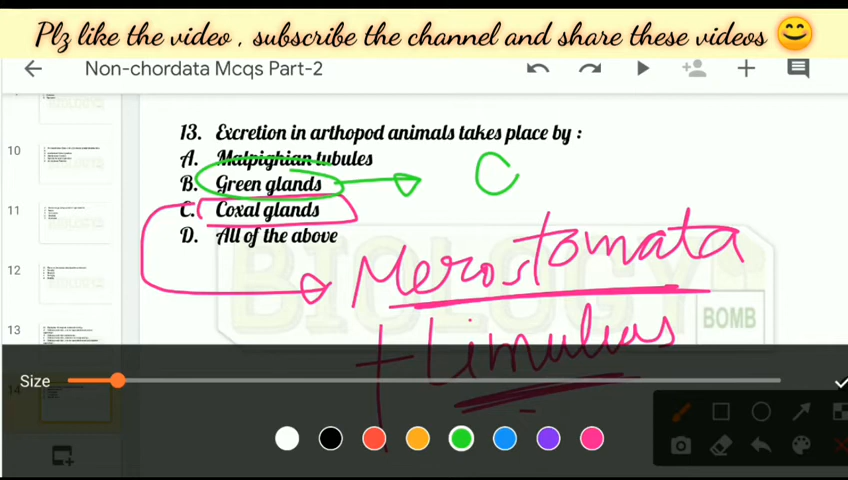 Plz like the video , subscribe the channel and share these videos 😊
Non-chordata Mcqs Part-2
10
11
12
13
14
13. Excretion in arthopod animals takes place by :
A. Malpighian tubules
B. Green glands
C. Coxal glands
D. All of the above
C
Merostomata
Limulus
BIOLOGY
BOMB
Size